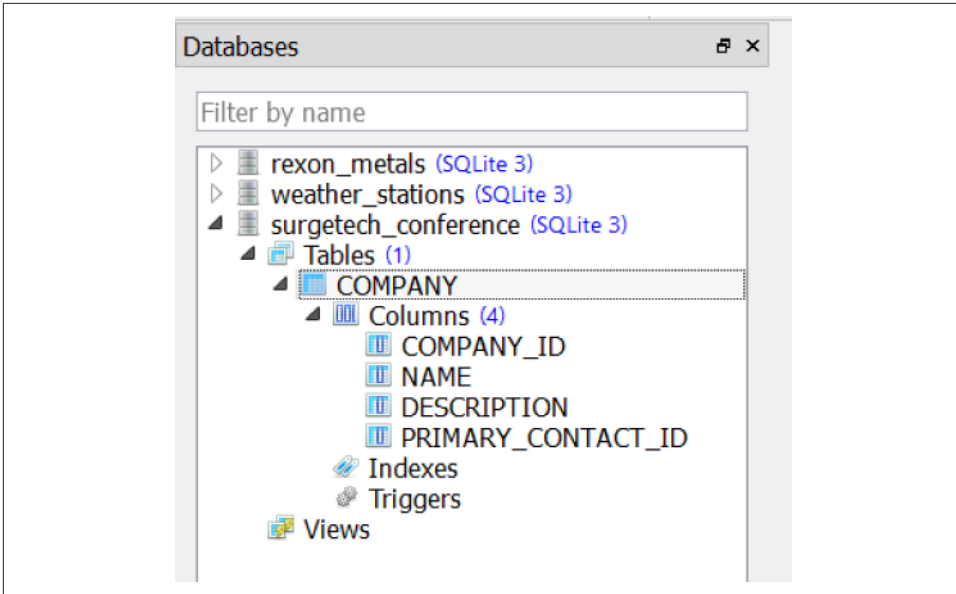 Databases
Filter by name
rexon_metals (SQLite 3)
weather_stations (SQLite 3)
surgetech_conference (SQLite 3)
Tables (1)
COMPANY
Columns (4)
COMPANY_ID
NAME
DESCRIPTION
PRIMARY_CONTACT_ID
Indexes
Triggers
Views